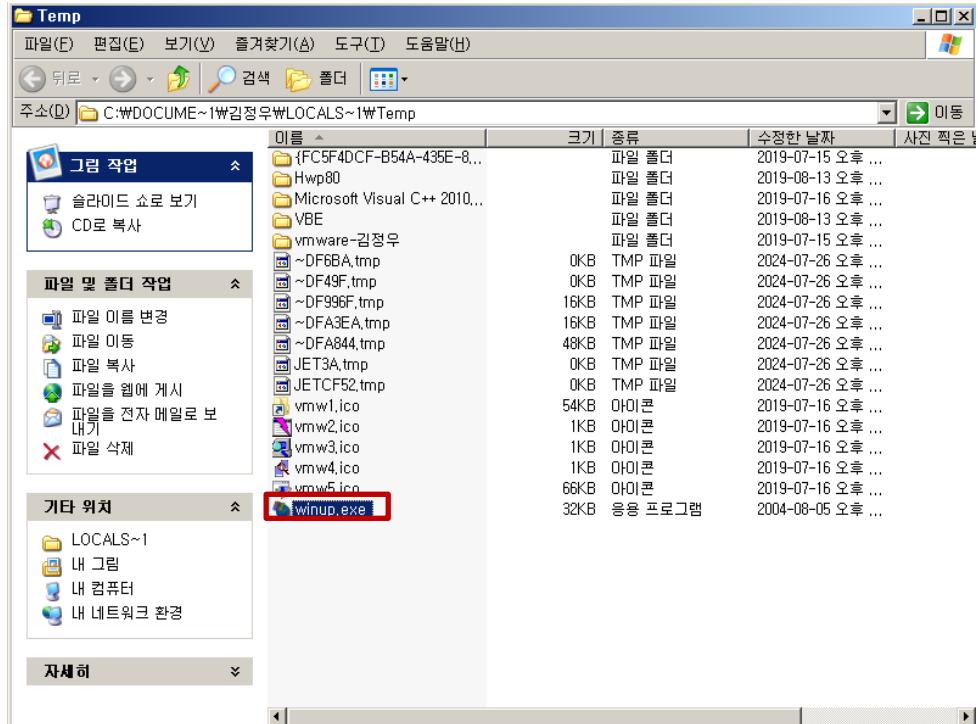 Temp
파일(F) 편집(E) 보기(V) 즐겨찾기(A) 도구(T) 도움말(H)
뒤로 검색 폴더
주소(D) C:₩DOCUME~1₩김정우₩LOCALS~1₩Temp 이동
그림 작업
슬라이드 쇼로 보기
CD로 복사
파일 및 폴더 작업
파일 이름 변경
파일 이동
파일 복사
파일을 웹에 게시
파일을 전자 메일로 보
내기
파일 삭제
기타 위치
LOCALS~1
내 그림
내 컴퓨터
내 네트워크 환경
자세히
이름 크기 종류 수정한 날짜 사진 찍은
{FC5F4DCF-B54A-435E-8... 파일 폴더 2019-07-15 오후 ...
Hwp80 파일 폴더 2019-08-13 오후 ...
Microsoft Visual C++ 2010... 파일 폴더 2019-07-16 오후 ...
VBE 파일 폴더 2019-08-13 오후 ...
vmware-김정우 파일 폴더 2019-07-15 오후 ...
~DF6BA.tmp 0KB TMP 파일 2024-07-26 오후 ...
~DF49F.tmp 0KB TMP 파일 2024-07-26 오후 ...
~DF996F.tmp 16KB TMP 파일 2024-07-26 오후 ...
~DFA3EA.tmp 16KB TMP 파일 2024-07-26 오후 ...
~DFA844.tmp 48KB TMP 파일 2024-07-26 오후 ...
JET3A.tmp 0KB TMP 파일 2024-07-26 오후 ...
JETCF52.tmp 0KB TMP 파일 2024-07-26 오후 ...
vmw1.ico 54KB 아이콘 2019-07-16 오후 ...
vmw2.ico 1KB 아이콘 2019-07-16 오후 ...
vmw3.ico 1KB 아이콘 2019-07-16 오후 ...
vmw4.ico 1KB 아이콘 2019-07-16 오후 ...
vmw5.ico 66KB 아이콘 2019-07-16 오후 ...
winup.exe 32KB 응용 프로그램 2004-08-05 오후 ...